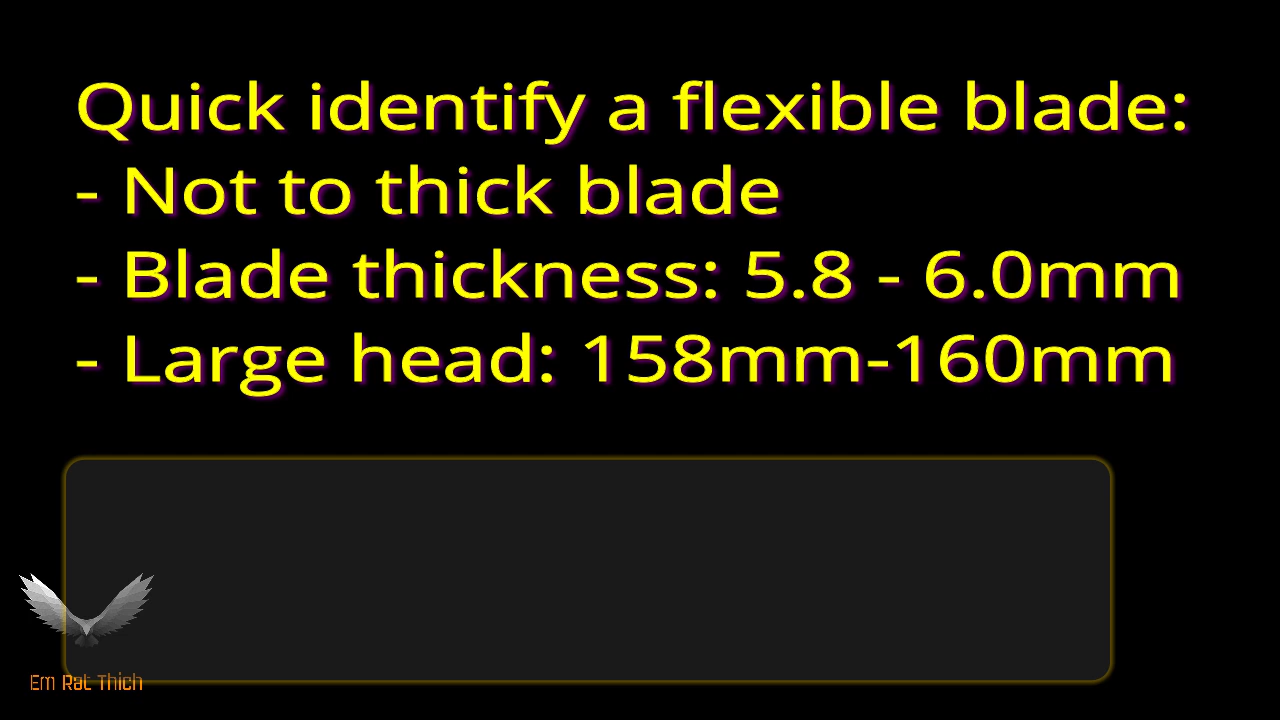 Quick identify a flexible blade:
- Not to thick blade
- Blade thickness: 5.8 - 6.0mm
- Large head: 158mm-160mm
Em Rat Thich